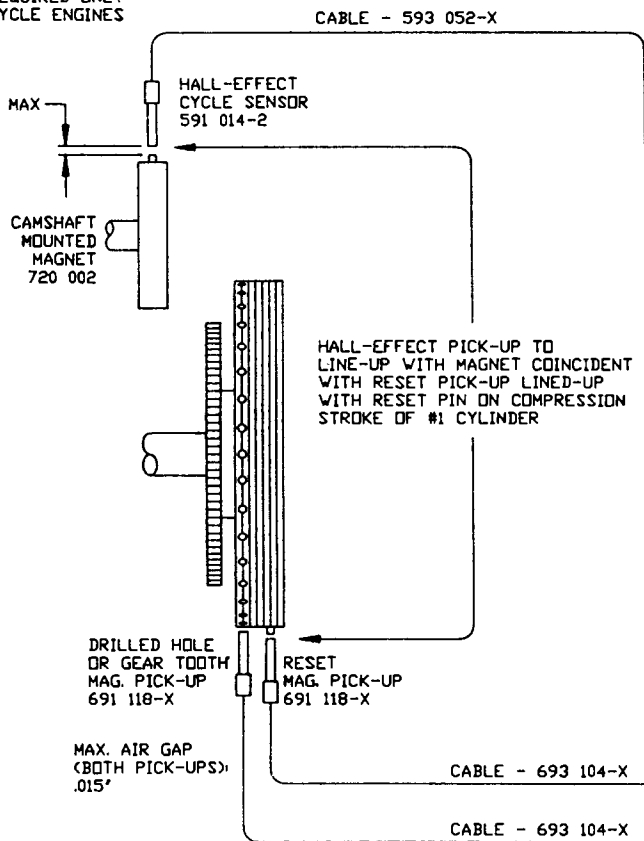 CYCLE ENGINES
CABLE - 593 052-X
HALL-EFFECT
CYCLE SENSOR
591 014-2
MAX
CAMSHAFT
MOUNTED
MAGNET
720 002
HALL-EFFECT PICK-UP TO
LINE-UP WITH MAGNET COINCIDENT
WITH RESET PICK-UP LINED-UP
WITH RESET PIN ON COMPRESSION
STROKE OF #1 CYLINDER
DRILLED HOLE
OR GEAR TOOTH
MAG. PICK-UP
691 118-X
RESET
MAG. PICK-UP
691 118-X
MAX. AIR GAP
(BOTH PICK-UPS):
.015"
CABLE - 693 104-X
CABLE - 693 104-X